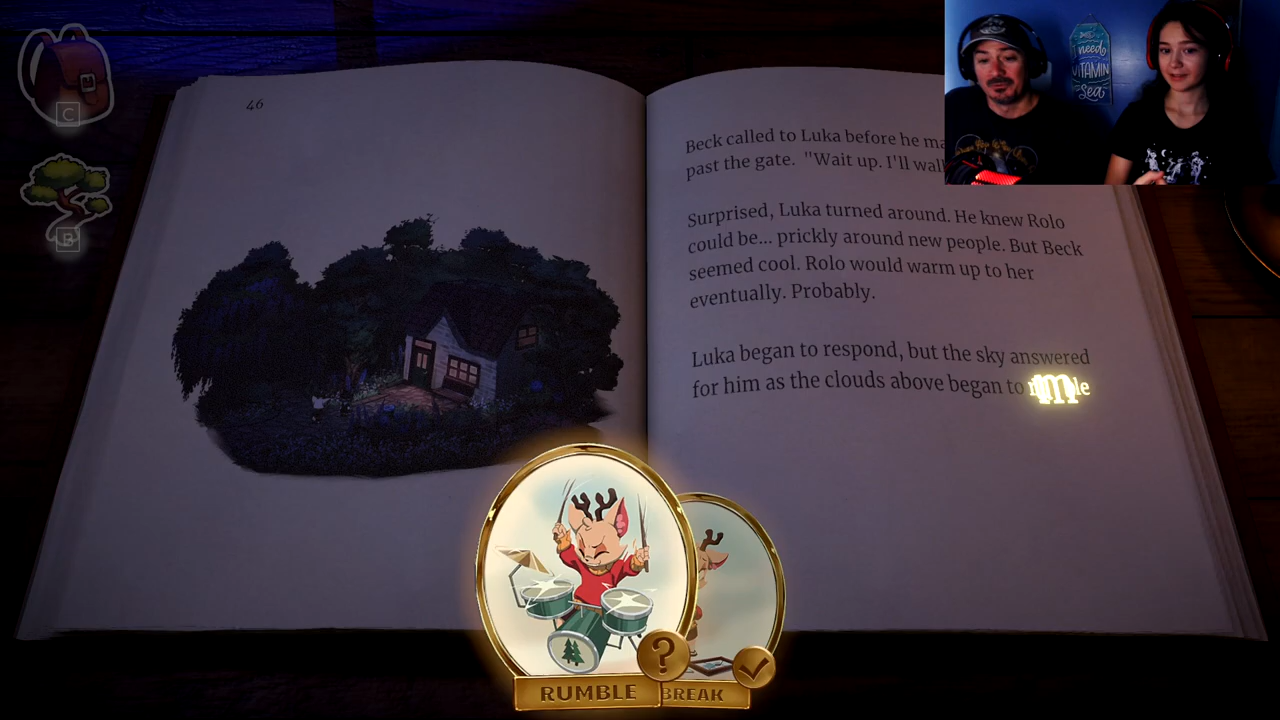 46
Beck called to Luka before he
past the gate. "Wait up. I'll
Surprised, Luka turned around. He knew Rolo
could be... prickly around new people. But Beck
seemed cool. Rolo would warm up to her
eventually. Probably.
Luka began to respond, but the sky answered
for him as the clouds above began to
C
B
I need
VITAMIN
Sea
?
RUMBLE
BREAK